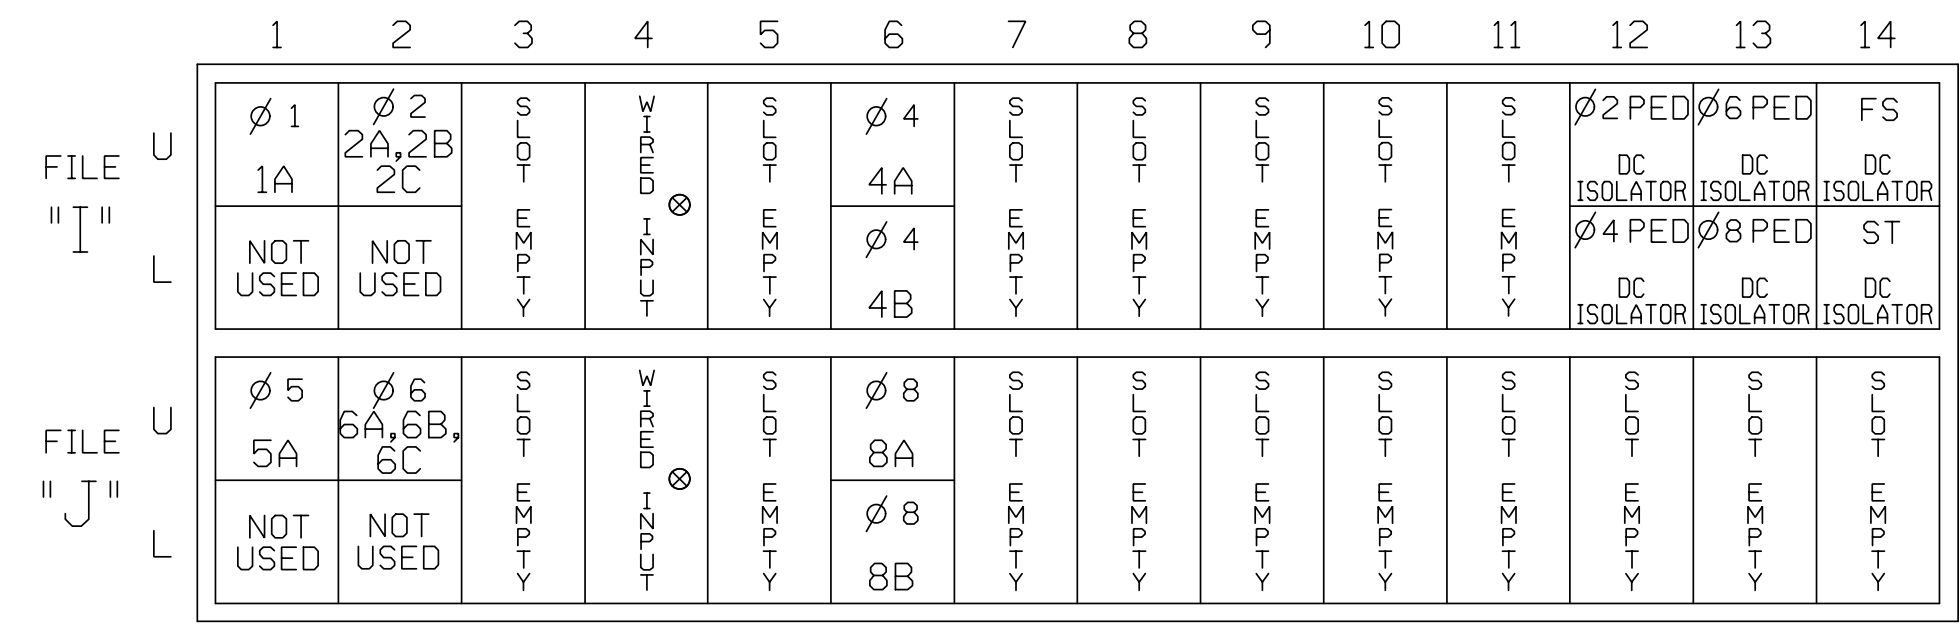 1 2 3 4 5 6 7 8 9 10 11 12 13 14
FILE "I"
U
L
Ø 1
1A
NOT
USED
Ø 2
2A,2B
2C
NOT
USED
SLOT EMPTY
WIRED INPUT ⊗
SLOT EMPTY
Ø 4
4A
Ø 4
4B
SLOT EMPTY
SLOT EMPTY
SLOT EMPTY
SLOT EMPTY
SLOT EMPTY
Ø2 PED
DC
ISOLATOR
Ø4 PED
DC
ISOLATOR
Ø6 PED
DC
ISOLATOR
Ø8 PED
DC
ISOLATOR
FS
DC
ISOLATOR
ST
DC
ISOLATOR
FILE "J"
U
L
Ø 5
5A
NOT
USED
Ø 6
6A,6B,
6C
NOT
USED
SLOT EMPTY
WIRED INPUT ⊗
SLOT EMPTY
Ø 8
8A
Ø 8
8B
SLOT EMPTY
SLOT EMPTY
SLOT EMPTY
SLOT EMPTY
SLOT EMPTY
SLOT EMPTY
SLOT EMPTY
SLOT EMPTY